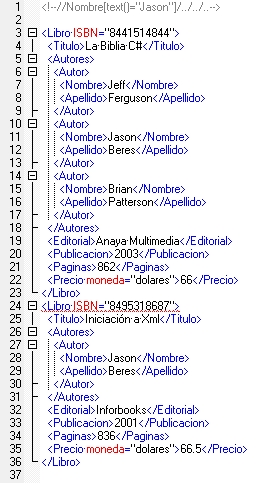 1 <!--//Nombre[text()="Jason"]/../../..-->
2
3 <Libro ISBN="8441514844">
4 <Titulo>La Biblia C#</Titulo>
5 <Autores>
6 <Autor>
7 <Nombre>Jeff</Nombre>
8 <Apellido>Ferguson</Apellido>
9 </Autor>
10 <Autor>
11 <Nombre>Jason</Nombre>
12 <Apellido>Beres</Apellido>
13 </Autor>
14 <Autor>
15 <Nombre>Brian</Nombre>
16 <Apellido>Patterson</Apellido>
17 </Autor>
18 </Autores>
19 <Editorial>Anaya Multimedia</Editorial>
20 <Publicacion>2003</Publicacion>
21 <Paginas>862</Paginas>
22 <Precio moneda="dolares">66</Precio>
23 </Libro>
24 <Libro ISBN="8495318687">
25 <Titulo>Iniciación a Xml</Titulo>
26 <Autores>
27 <Autor>
28 <Nombre>Jason</Nombre>
29 <Apellido>Beres</Apellido>
30 </Autor>
31 </Autores>
32 <Editorial>Inforbooks</Editorial>
33 <Publicacion>2001</Publicacion>
34 <Paginas>836</Paginas>
35 <Precio moneda="dolares">66.5</Precio>
36 </Libro>
37